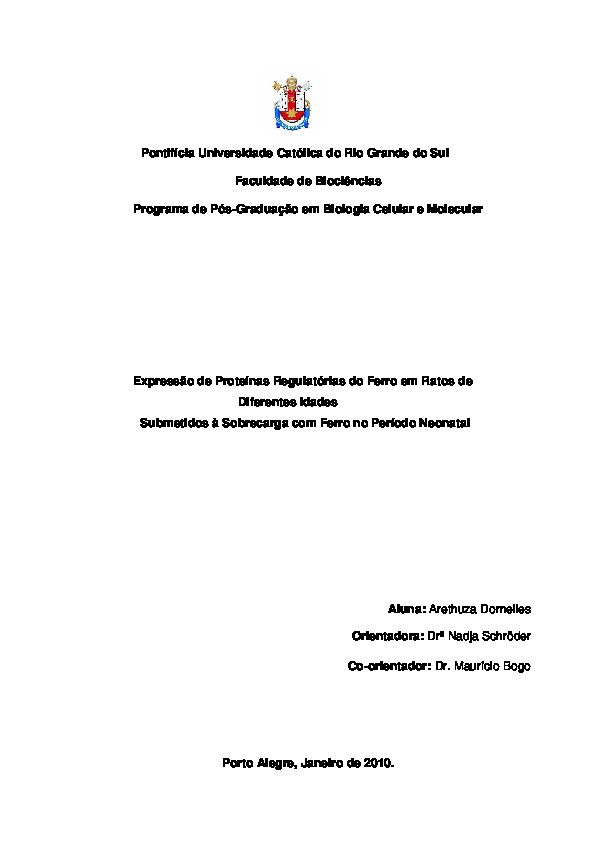 Pontifícia Universidade Católica do Rio Grande do Sul
Faculdade de Biociências
Programa de Pós-Graduação em Biologia Celular e Molecular
Expressão de Proteínas Regulatórias do Ferro em Ratos de
Diferentes Idades
Submetidos à Sobrecarga com Ferro no Período Neonatal
Aluna: Arethuza Dornelles
Orientadora: Drª Nadja Schröder
Co-orientador: Dr. Maurício Bogo
Porto Alegre, Janeiro de 2010.